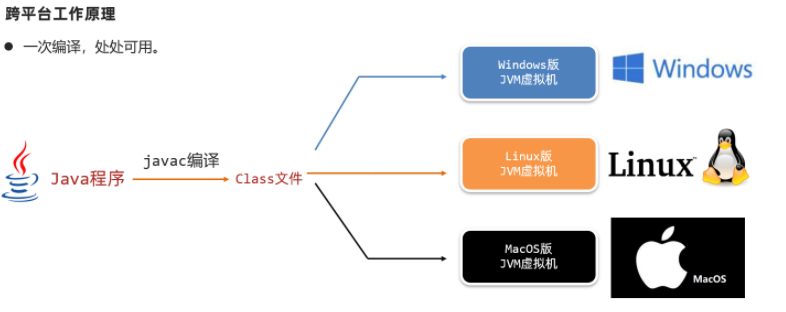 跨平台工作原理
● 一次编译，处处可用。
Java程序
javac编译
Class文件
Windows版
JVM虚拟机
Windows
Linux版
JVM虚拟机
Linux™
MacOS版
JVM虚拟机
MacOS